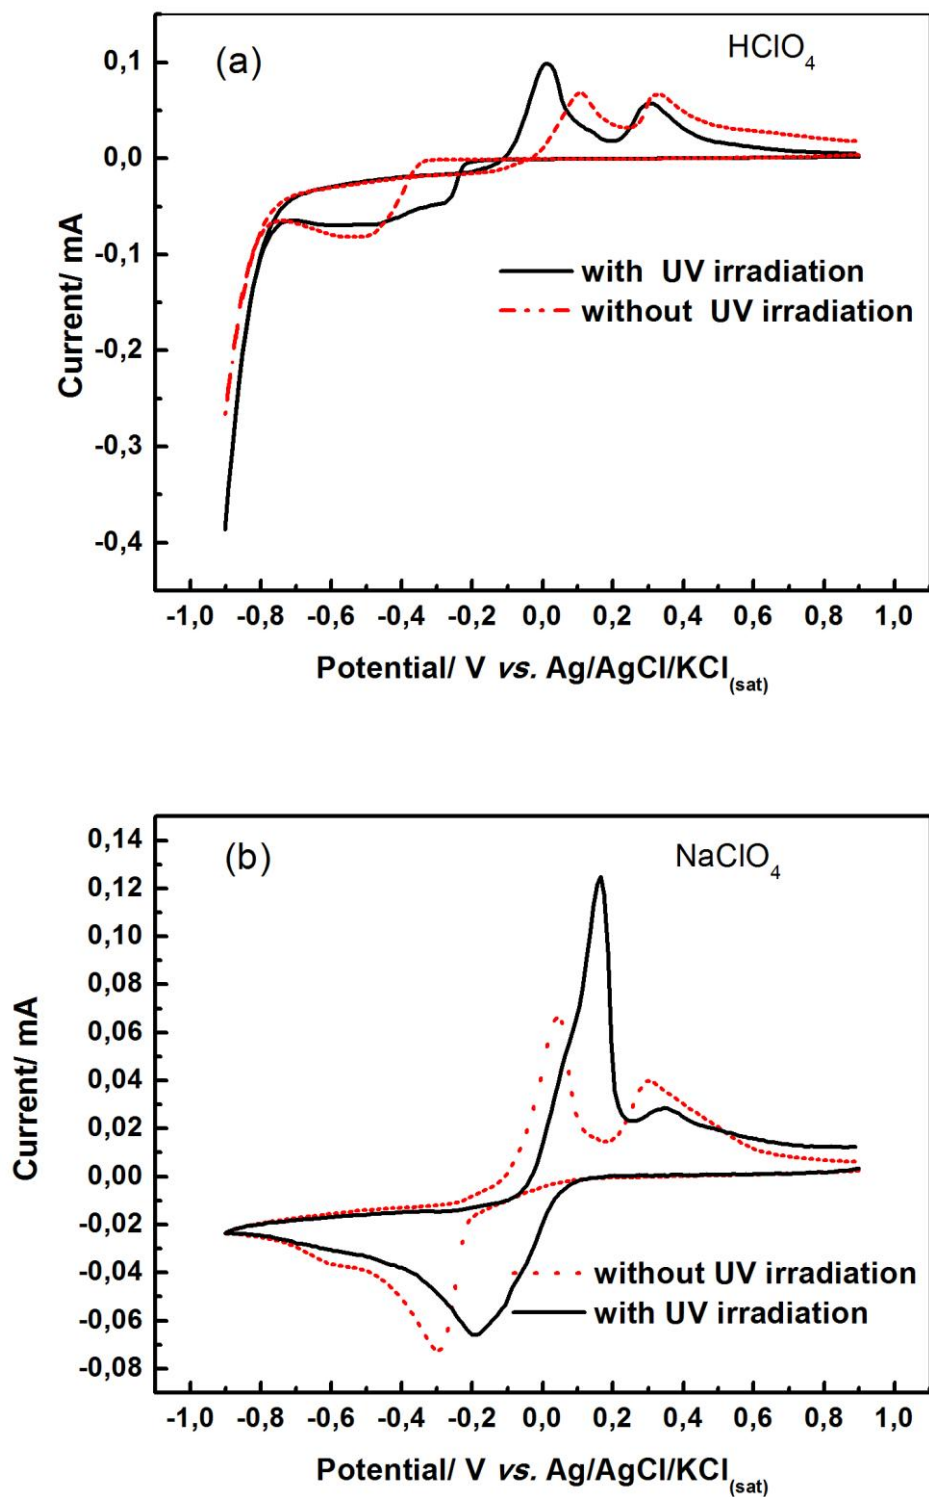 (a)
HClO4
0,1
0,0
-0,1
-0,2
-0,3
-0,4
Current/ mA
with UV irradiation
without UV irradiation
-1,0 -0,8 -0,6 -0,4 -0,2 0,0 0,2 0,4 0,6 0,8 1,0
Potential/ V vs. Ag/AgCl/KCl(sat)
(b)
NaClO4
0,14
0,12
0,10
0,08
0,06
0,04
0,02
0,00
-0,02
-0,04
-0,06
-0,08
Current/ mA
without UV irradiation
with UV irradiation
-1,0 -0,8 -0,6 -0,4 -0,2 0,0 0,2 0,4 0,6 0,8 1,0
Potential/ V vs. Ag/AgCl/KCl(sat)